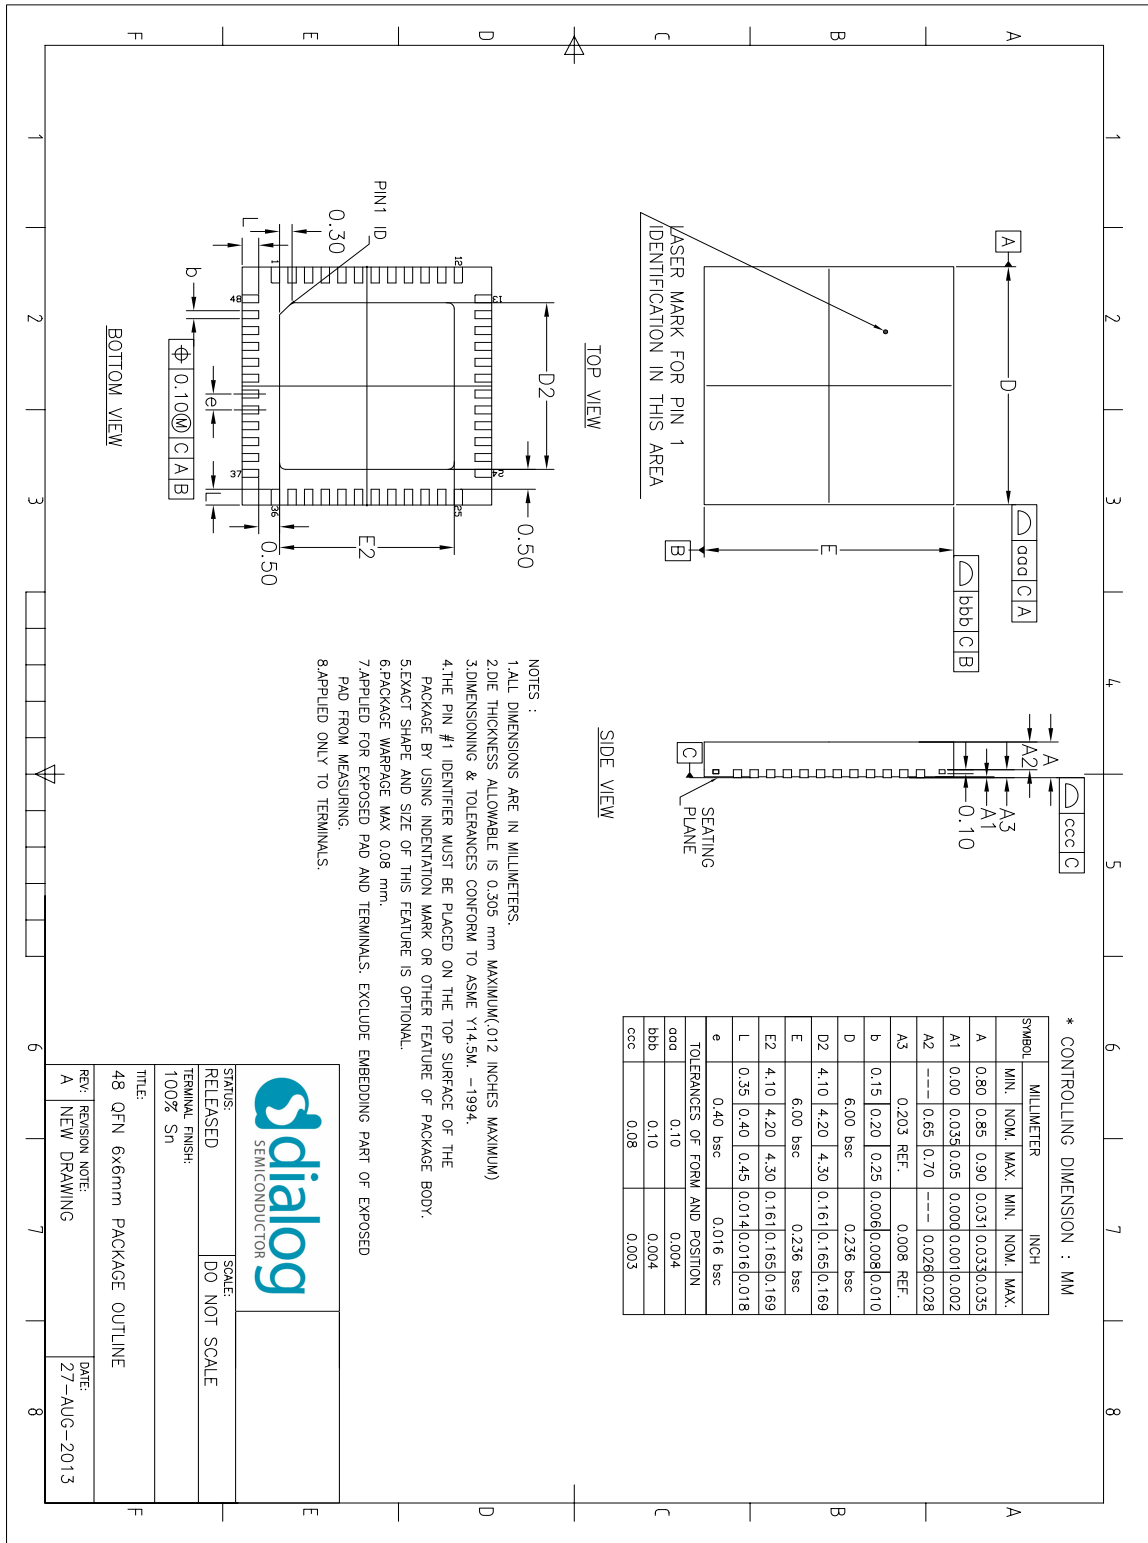 1
2
3
4
5
6
7
8
A
B
C
D
E
F
A
D
aaa C A
E
B
bbb C B
LASER MARK FOR PIN 1
IDENTIFICATION IN THIS AREA
TOP VIEW
A
A2
ccc C
A3
A1
0.10
C
SEATING
PLANE
SIDE VIEW
* CONTROLLING DIMENSION : MM
SYMBOL MILLIMETER INCH
MIN. NOM. MAX. MIN. NOM. MAX.
A 0.80 0.85 0.90 0.031 0.033 0.035
A1 0.00 0.035 0.05 0.000 0.001 0.002
A2 --- 0.65 0.70 --- 0.026 0.028
A3 0.203 REF. 0.008 REF.
b 0.15 0.20 0.25 0.006 0.008 0.010
D 6.00 bsc 0.236 bsc
D2 4.10 4.20 4.30 0.161 0.165 0.169
E 6.00 bsc 0.236 bsc
E2 4.10 4.20 4.30 0.161 0.165 0.169
L 0.35 0.40 0.45 0.014 0.016 0.018
e 0.40 bsc 0.016 bsc
TOLERANCES OF FORM AND POSITION
aaa 0.10 0.004
bbb 0.10 0.004
ccc 0.08 0.003
D2
0.50
PIN1 ID
0.30
L
1
12
13
24
25
36
37
48
b
e
L
E2
0.50
⌖ 0.10Ⓜ C A B
BOTTOM VIEW
NOTES :
1.ALL DIMENSIONS ARE IN MILLIMETERS.
2.DIE THICKNESS ALLOWABLE IS 0.305 mm MAXIMUM(.012 INCHES MAXIMUM)
3.DIMENSIONING & TOLERANCES CONFORM TO ASME Y14.5M. -1994.
4.THE PIN #1 IDENTIFIER MUST BE PLACED ON THE TOP SURFACE OF THE
PACKAGE BY USING INDENTATION MARK OR OTHER FEATURE OF PACKAGE BODY.
5.EXACT SHAPE AND SIZE OF THIS FEATURE IS OPTIONAL.
6.PACKAGE WARPAGE MAX 0.08 mm.
7.APPLIED FOR EXPOSED PAD AND TERMINALS. EXCLUDE EMBEDDING PART OF EXPOSED
PAD FROM MEASURING.
8.APPLIED ONLY TO TERMINALS.
dialog
SEMICONDUCTOR
STATUS:
RELEASED
SCALE:
DO NOT SCALE
TERMINAL FINISH:
100% Sn
TITLE:
48 QFN 6x6mm PACKAGE OUTLINE
REV:
A
REVISION NOTE:
NEW DRAWING
DATE:
27-AUG-2013
1
2
3
4
5
6
7
8
A
B
C
D
E
F